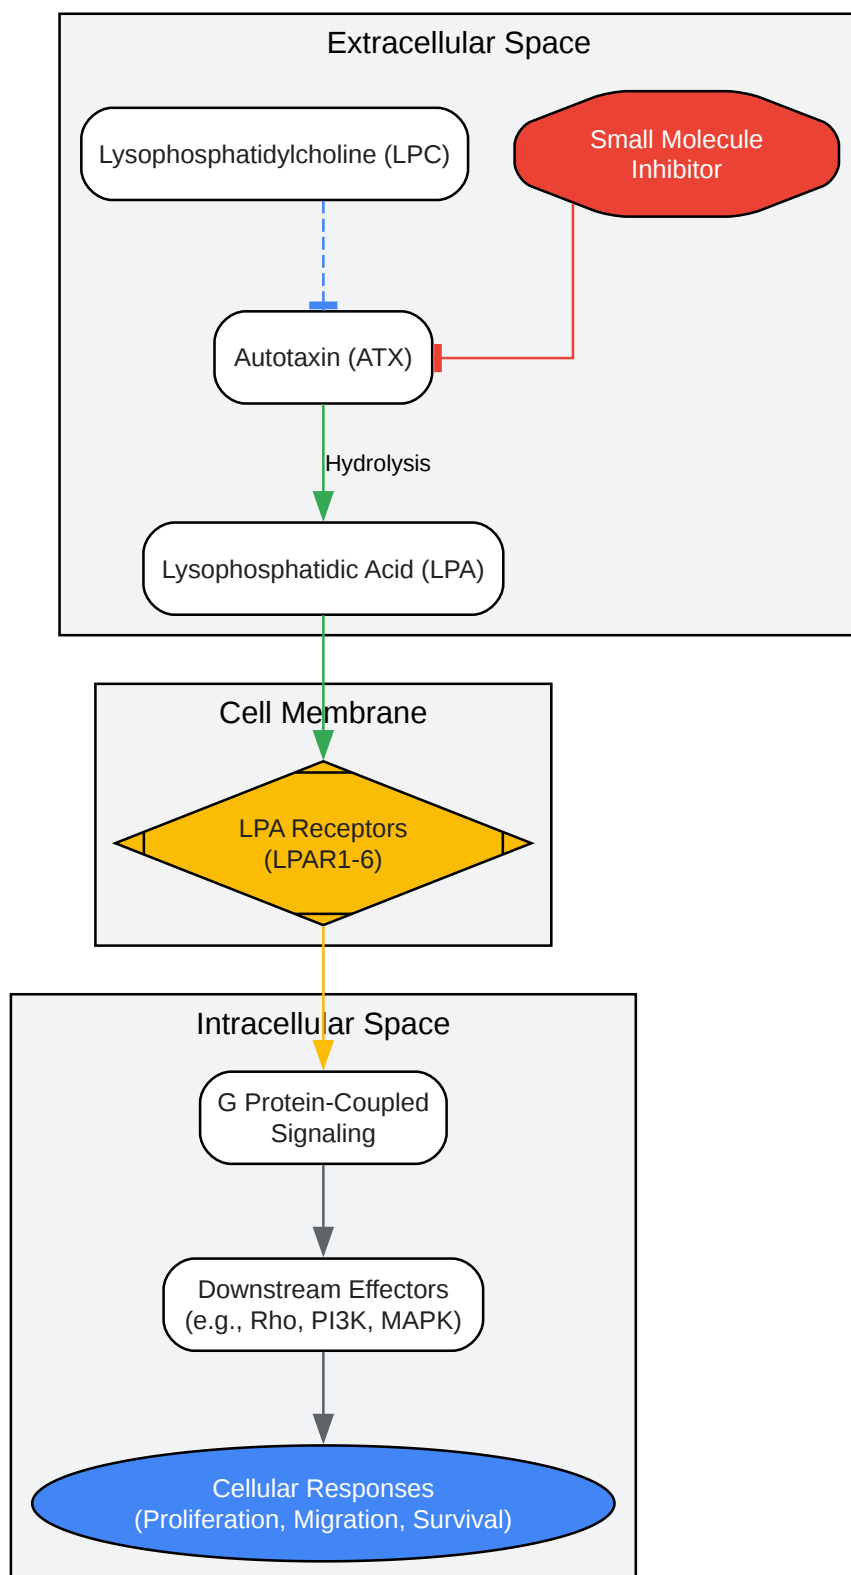 Extracellular Space
Lysophosphatidylcholine (LPC)
Small Molecule
Inhibitor
Autotaxin (ATX)
Hydrolysis
Lysophosphatidic Acid (LPA)
Cell Membrane
LPA Receptors
(LPAR1-6)
Intracellular Space
G Protein-Coupled
Signaling
Downstream Effectors
(e.g., Rho, PI3K, MAPK)
Cellular Responses
(Proliferation, Migration, Survival)